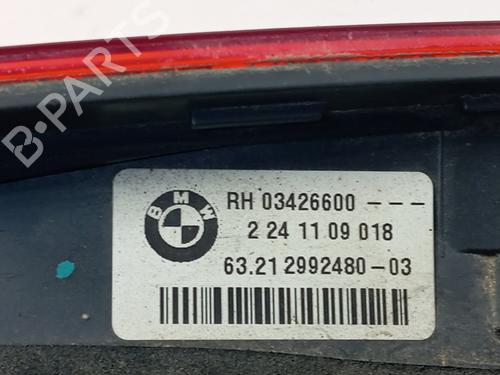 B-PARTS
BMW
RH 03426600 ---
2 24 11 09 018
63.21 2992480-03